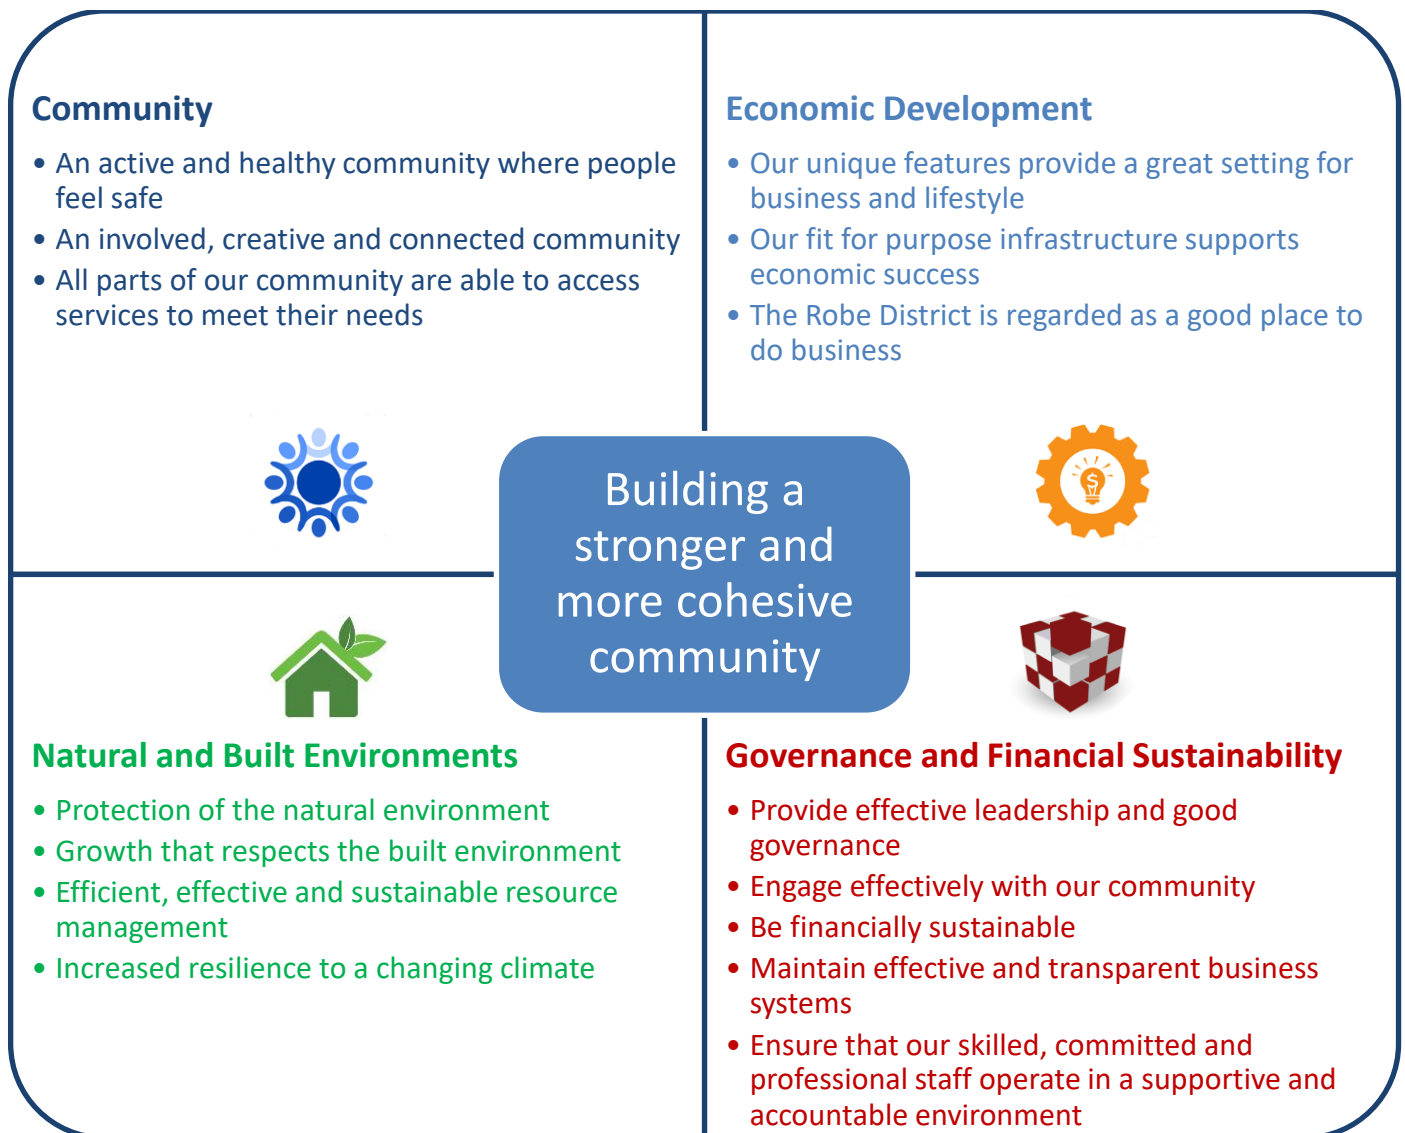 Community
• An active and healthy community where people
feel safe
• An involved, creative and connected community
• All parts of our community are able to access
services to meet their needs
Economic Development
• Our unique features provide a great setting for
business and lifestyle
• Our fit for purpose infrastructure supports
economic success
• The Robe District is regarded as a good place to
do business
$
Building a
stronger and
more cohesive
community
Natural and Built Environments
• Protection of the natural environment
• Growth that respects the built environment
• Efficient, effective and sustainable resource
management
• Increased resilience to a changing climate
Governance and Financial Sustainability
• Provide effective leadership and good
governance
• Engage effectively with our community
• Be financially sustainable
• Maintain effective and transparent business
systems
• Ensure that our skilled, committed and
professional staff operate in a supportive and
accountable environment